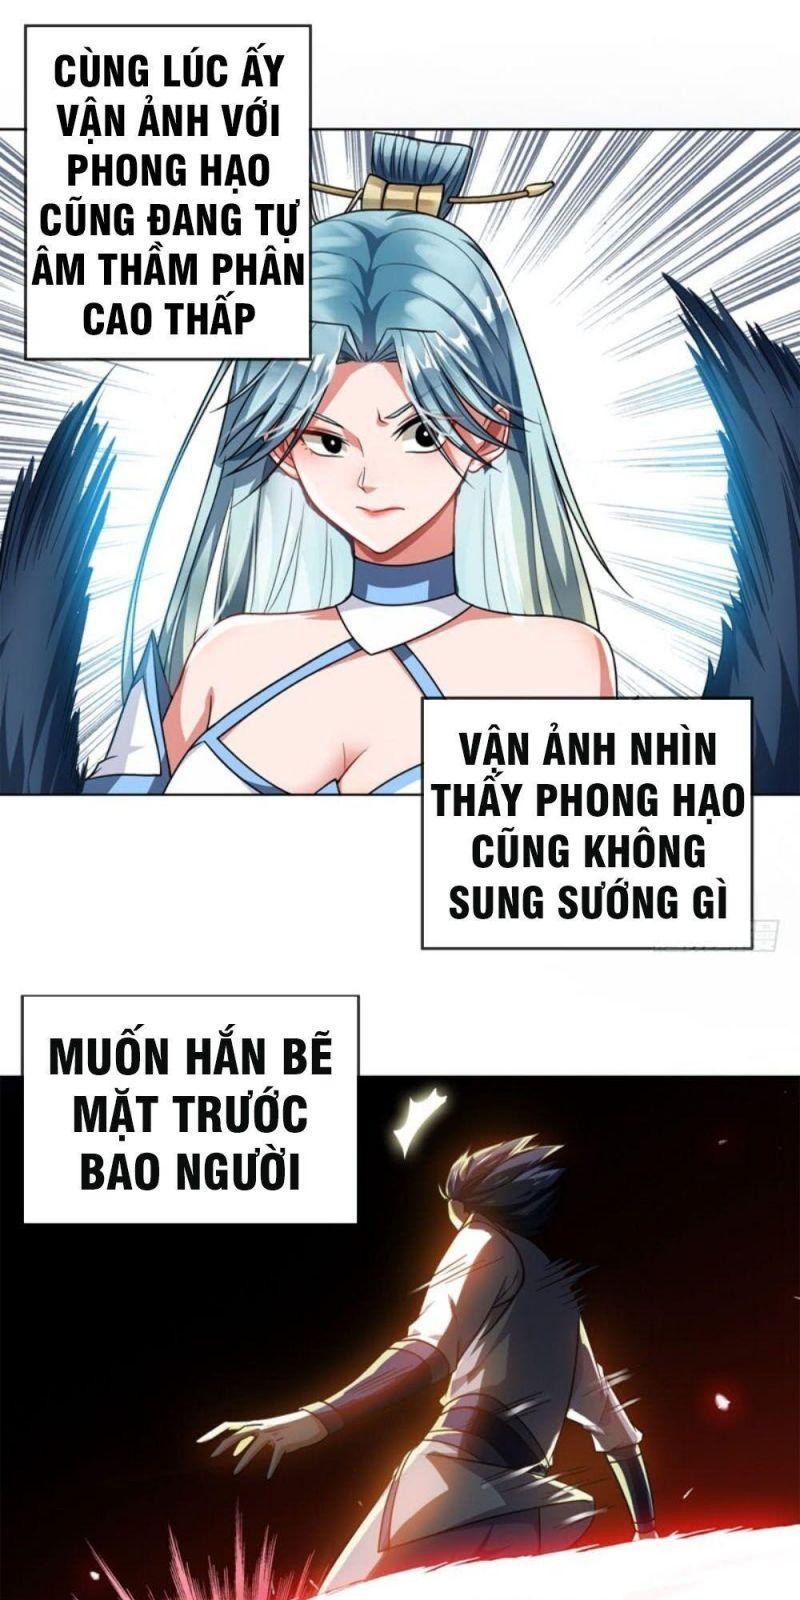 CÙNG LÚC ẤY
VẬN ẢNH VỚI
PHONG HẠO
CŨNG ĐANG TỰ
ÂM THẦM PHÂN
CAO THẤP
VẬN ẢNH NHÌN
THẤY PHONG HẠO
CŨNG KHÔNG
SUNG SƯỚNG GÌ
MUỐN HẮN BẼ
MẶT TRƯỚC
BAO NGƯỜI